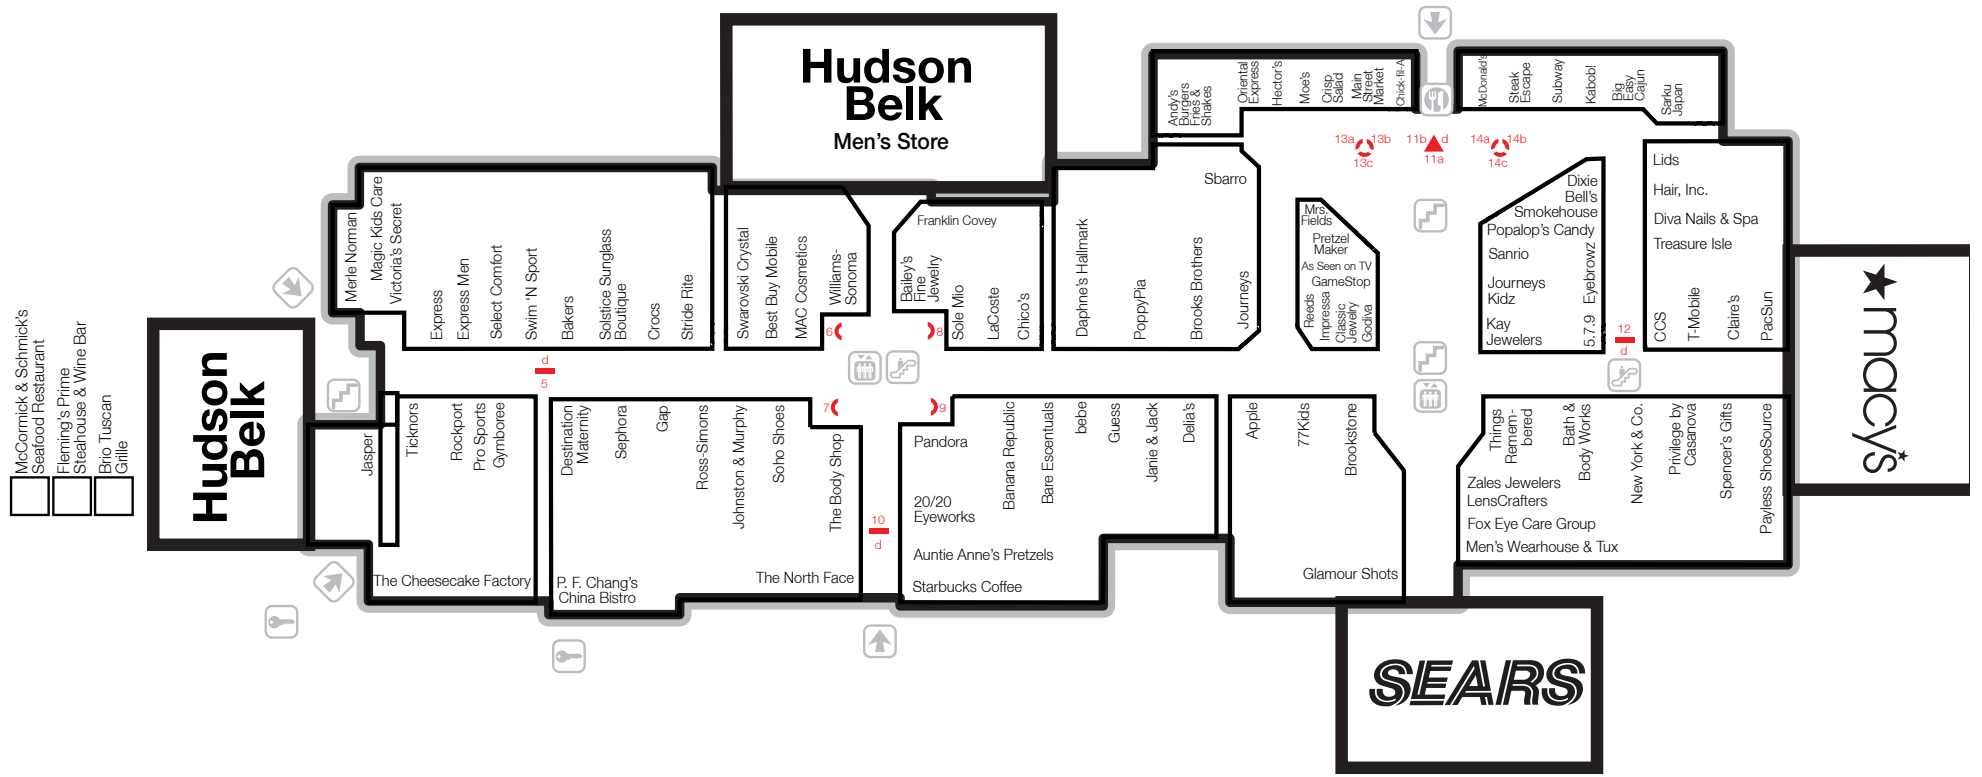 Hudson
Belk
Men's Store
Andy's
Burgers
Fries &
Shakes
Oriental
Express
Hector's
Moe's
Crisp
Salad
Main
Street
Market
Chick-fil-A
McDonald's
Steak
Escape
Subway
Kabob!
Big
Easy
Cajun
Sarku
Japan
13a
13b
13c
11b
d
11a
14a
14b
14c
Merle Norman
Magic Kids Care
Victoria's Secret
Express
Express Men
Select Comfort
Swim 'N Sport
Bakers
Solstice Sunglass
Boutique
Crocs
Stride Rite
Swarovski Crystal
Best Buy Mobile
MAC Cosmetics
Williams-
Sonoma
Franklin Covey
Bailey's
Fine
Jewelry
Sole Mio
LaCoste
Chico's
Daphne's Hallmark
PoppyPia
Brooks Brothers
Sbarro
Journeys
Mrs.
Fields
Pretzel
Maker
As Seen on TV
GameStop
Reeds
Impressa
Classic
Jewelry
Godiva
Dixie
Bell's
Smokehouse
Popalop's Candy
Sanrio
Journeys
Kidz
Kay
Jewelers
5.7.9
Eyebrowz
Lids
Hair, Inc.
Diva Nails & Spa
Treasure Isle
CCS
T-Mobile
Claire's
PacSun
macy's
6
8
d
5
7
9
12
d
10
d
McCormick & Schmick's
Seafood Restaurant
Fleming's Prime
Steahouse & Wine Bar
Brio Tuscan
Grille
Hudson
Belk
Jasper
Ticknors
Rockport
Pro Sports
Gymboree
The Cheesecake Factory
Destination
Maternity
Sephora
Gap
Ross-Simons
Johnston & Murphy
Soho Shoes
The Body Shop
P. F. Chang's
China Bistro
The North Face
Pandora
20/20
Eyeworks
Auntie Anne's Pretzels
Starbucks Coffee
Banana Republic
Bare Escentuals
bebe
Guess
Janie & Jack
Delia's
Apple
77Kids
Brookstone
Glamour Shots
Things
Remem-
bered
Bath &
Body Works
New York & Co.
Privilege by
Casanova
Spencer's Gifts
Payless ShoeSource
Zales Jewelers
LensCrafters
Fox Eye Care Group
Men's Wearhouse & Tux
SEARS